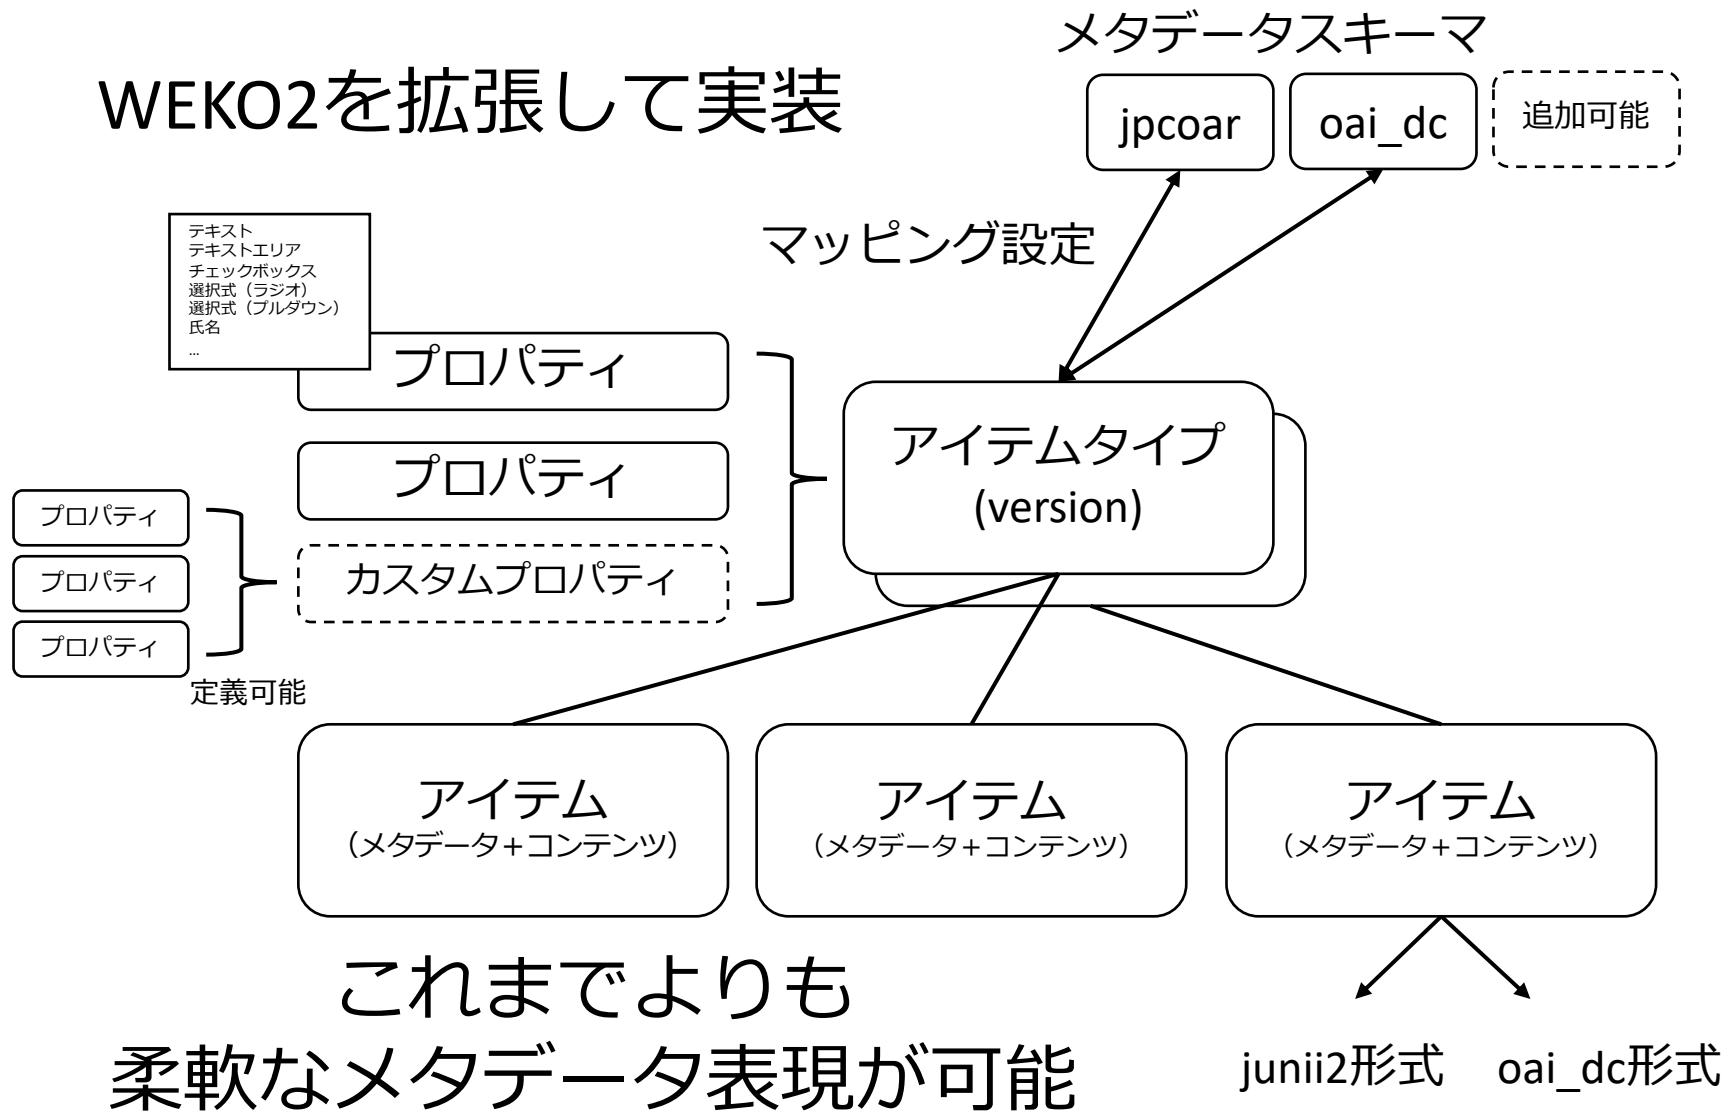 メタデータスキーマ
WEKO2を拡張して実装
jpcoar
oai_dc
追加可能
マッピング設定
テキスト
テキストエリア
チェックボックス
選択式（ラジオ）
選択式（プルダウン）
氏名
...
プロパティ
プロパティ
カスタムプロパティ
プロパティ
プロパティ
プロパティ
定義可能
アイテムタイプ
(version)
アイテム
（メタデータ＋コンテンツ）
アイテム
（メタデータ＋コンテンツ）
アイテム
（メタデータ＋コンテンツ）
これまでよりも
柔軟なメタデータ表現が可能
junii2形式
oai_dc形式